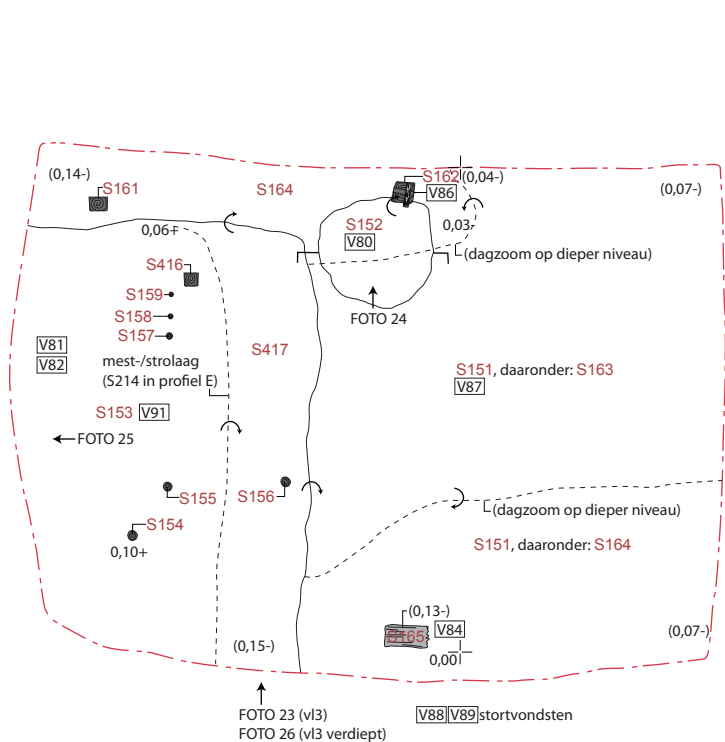 (0,14-)
S161
S164
S162
(0,04-)
V86
(0,07-)
0,06+
S152
V80
0,03-
(dagzoom op dieper niveau)
S416
S159
S158
S157
FOTO 24
V81
V82
mest-/strolaag
(S214 in profiel E)
S417
S151, daaronder: S163
V87
S153 V91
FOTO 25
S155
S156
(dagzoom op dieper niveau)
S154
0,10+
S151, daaronder: S164
(0,13-)
S165
V84
(0,07-)
(0,15-)
0,00
FOTO 23 (vl3)
FOTO 26 (vl3 verdiept)
V88 V89 stortvondsten